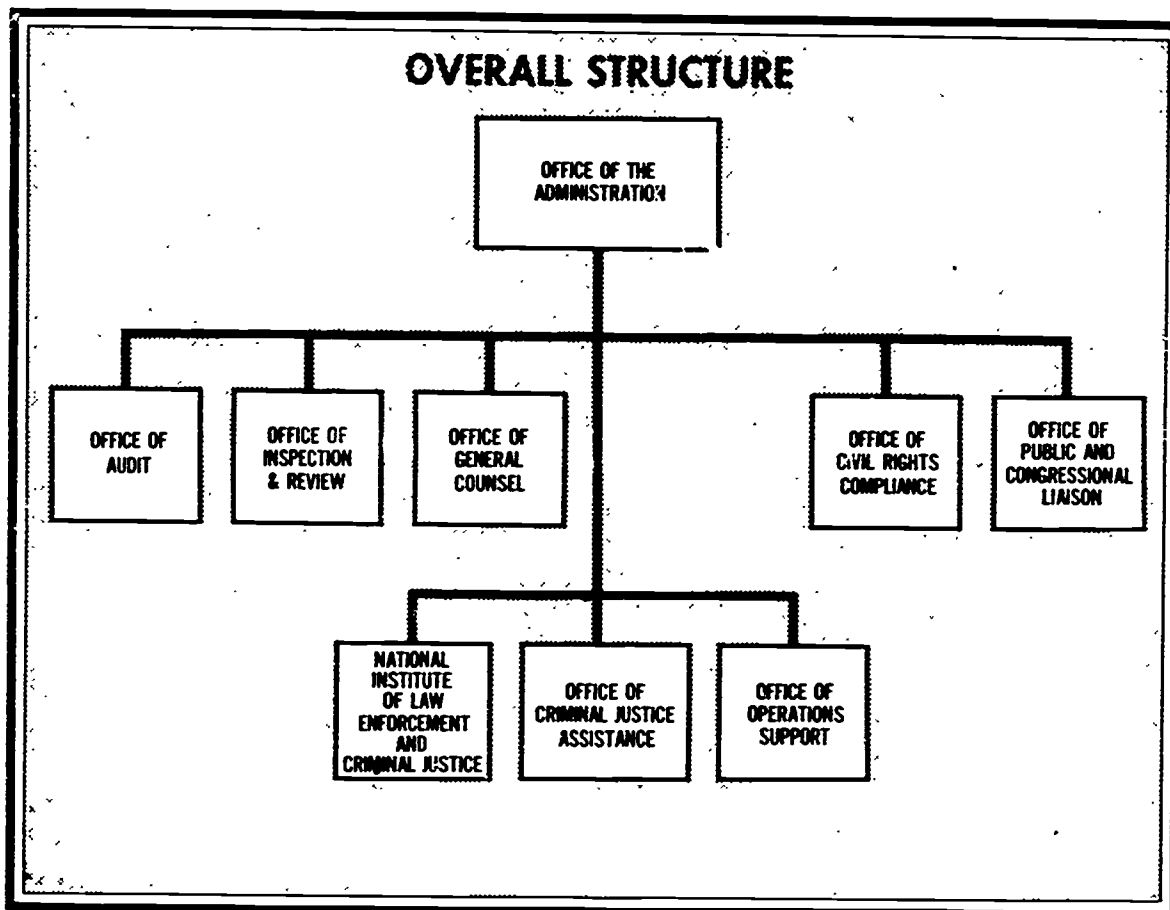 OVERALL STRUCTURE
OFFICE OF THE
ADMINISTRATION
OFFICE OF
AUDIT
OFFICE OF
INSPECTION
& REVIEW
OFFICE OF
GENERAL
COUNSEL
OFFICE OF
CIVIL RIGHTS
COMPLIANCE
OFFICE OF
PUBLIC AND
CONGRESSIONAL
LIAISON
NATIONAL
INSTITUTE
OF LAW
ENFORCEMENT
AND
CRIMINAL JUSTICE
OFFICE OF
CRIMINAL JUSTICE
ASSISTANCE
OFFICE OF
OPERATIONS
SUPPORT